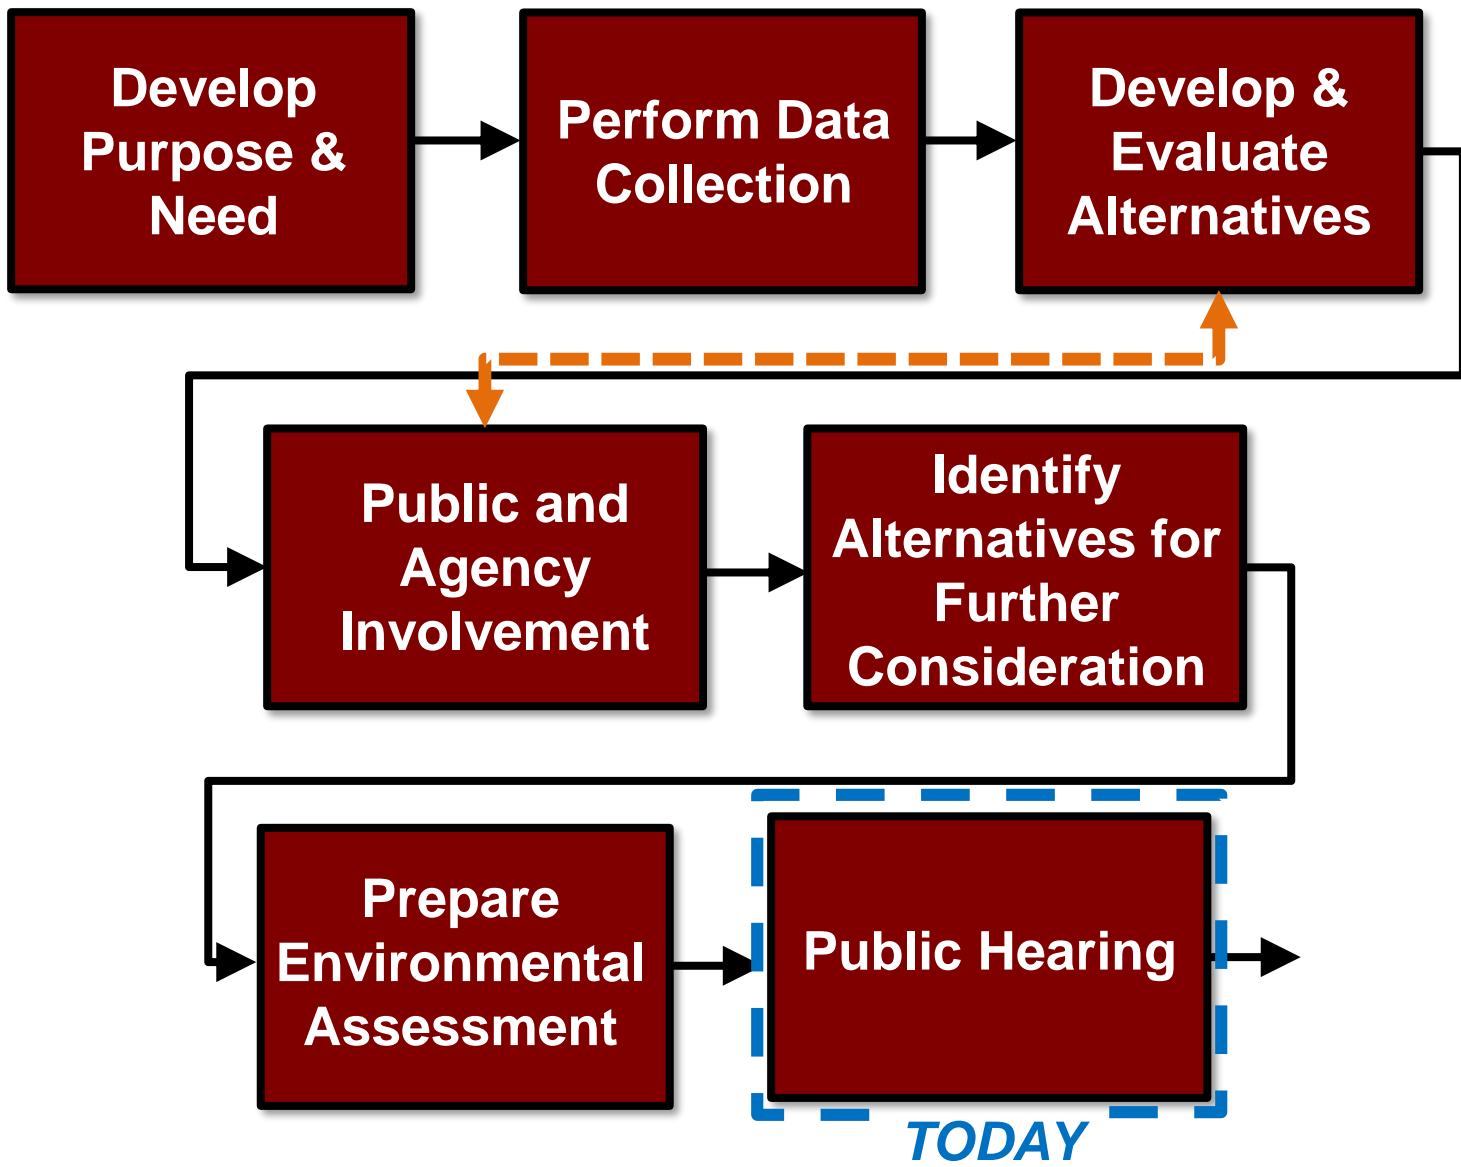 Develop
Purpose &
Need
Perform Data
Collection
Develop &
Evaluate
Alternatives
Public and
Agency
Involvement
Identify
Alternatives for
Further
Consideration
Prepare
Environmental
Assessment
Public Hearing
TODAY